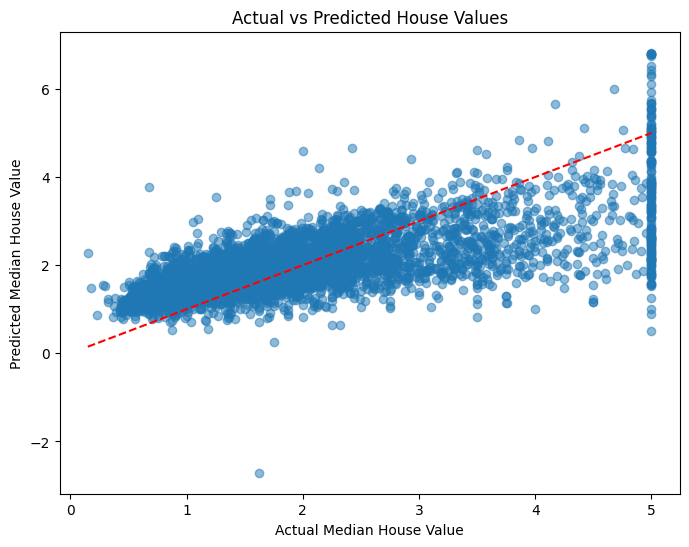 Actual vs Predicted House Values
Predicted Median House Value
6
4
2
0
−2
0 1 2 3 4 5
Actual Median House Value